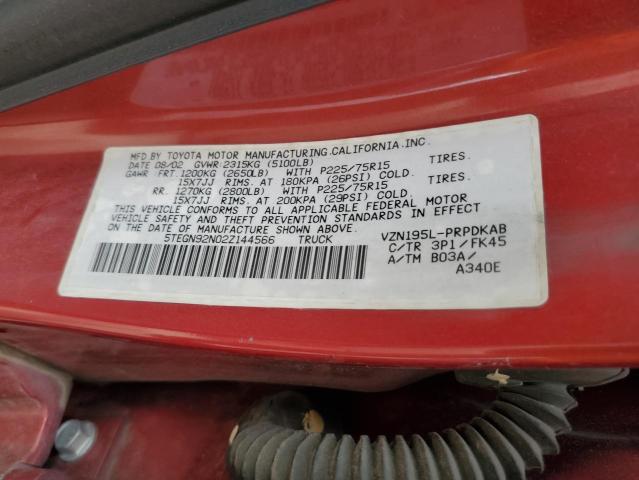 MFD BY TOYOTA MOTOR MANUFACTURING,CALIFORNIA,INC.
DATE 08/02 GVWR 2315KG (5100LB)
GAWR FRT. 1200KG (2650LB) WITH P225/75R15 TIRES.
15X7JJ RIMS. AT 180KPA (26PSI) COLD.
RR. 1270KG (2800LB) WITH P225/75R15 TIRES.
15X7JJ RIMS. AT 200KPA (29PSI) COLD.
THIS VEHICLE CONFORMS TO ALL APPLICABLE FEDERAL MOTOR
VEHICLE SAFETY AND THEFT PREVENTION STANDARDS IN EFFECT
ON THE DATE OF MANUFACTURE SHOWN ABOVE.
5TEGN92N02Z144566 TRUCK VZN195L-PRPDKAB
C/TR 3P1/FK45
A/TM B03A/
A340E